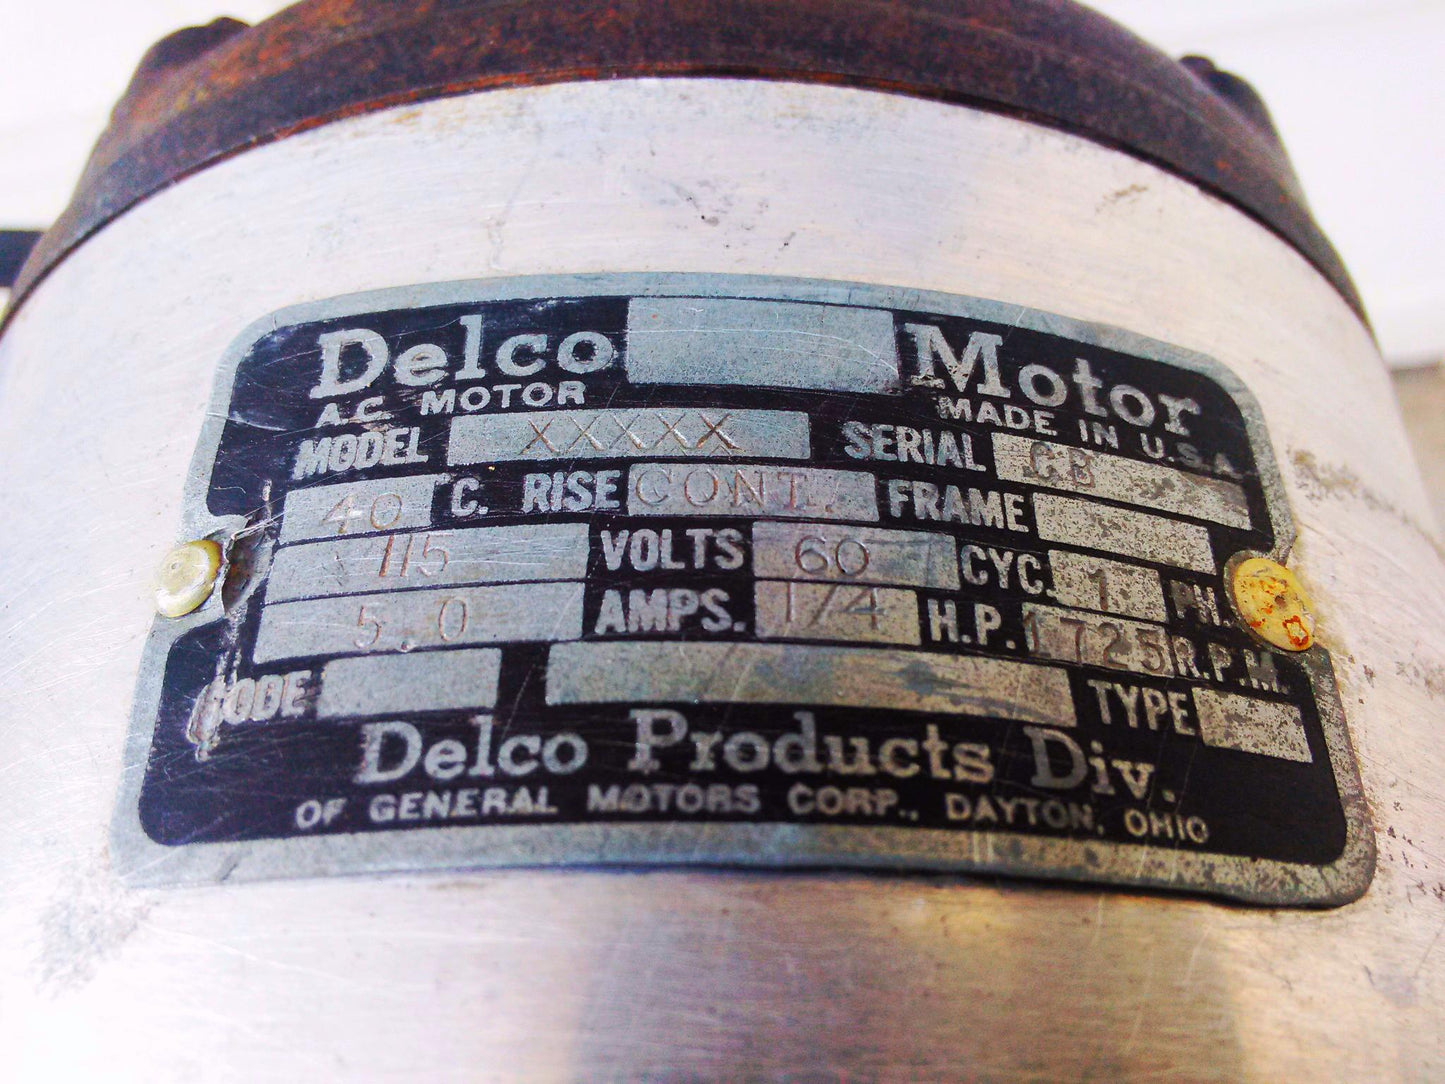 Delco Motor
A.C. MOTOR MADE IN U.S.A
MODEL XXXXX SERIAL
40 °C. RISE CONT. FRAME
115 VOLTS 60 CYC. 1 PH.
5.0 AMPS. 1/4 H.P. 1725 R.P.M.
CODE TYPE
Delco Products Div.
OF GENERAL MOTORS CORP., DAYTON, OHIO